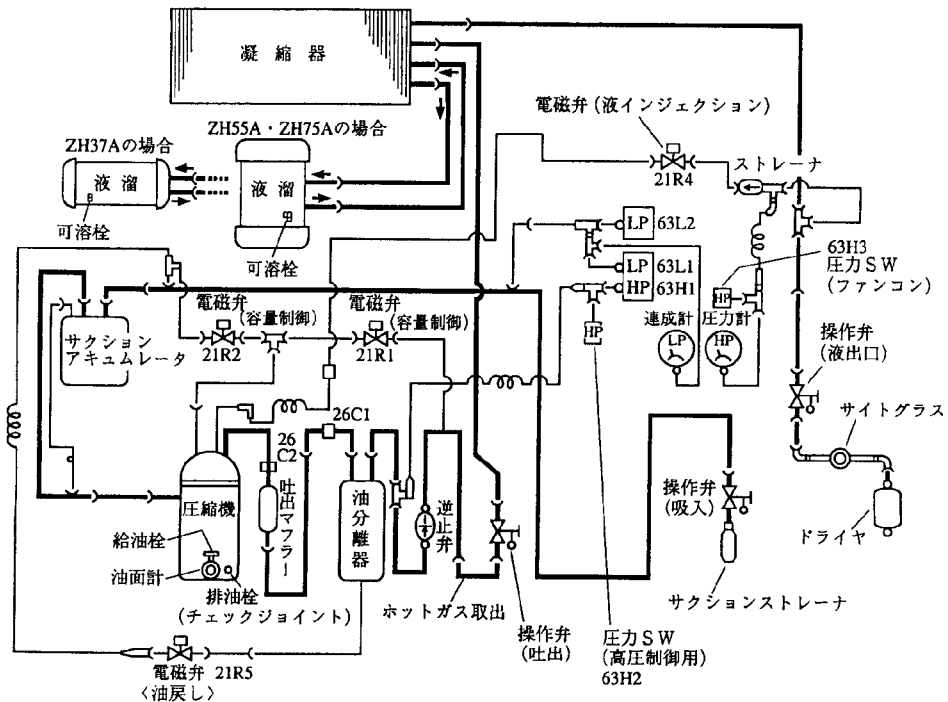 凝縮器
電磁弁(液インジェクション)
21R4
ストレーナ
ZH55A・ZH75Aの場合
ZH37Aの場合
液溜
可溶栓
液溜
可溶栓
LP
63L2
LP
63L1
HP
63H1
HP
63H3
圧力SW
(ファンコン)
HP
連成計
圧力計
LP
HP
電磁弁
(容量制御)
21R2
電磁弁
(容量制御)
21R1
サクション
アキュムレータ
操作弁
(液出口)
サイトグラス
ドライヤ
26C1
26
C2
圧縮機
給油栓
油面計
排油栓
(チェックジョイント)
吐出マフラー
油分離器
逆止弁
ホットガス取出
操作弁
(吐出)
操作弁
(吸入)
サクションストレーナ
圧力SW
(高圧制御用)
63H2
電磁弁
〈油戻し〉
21R5